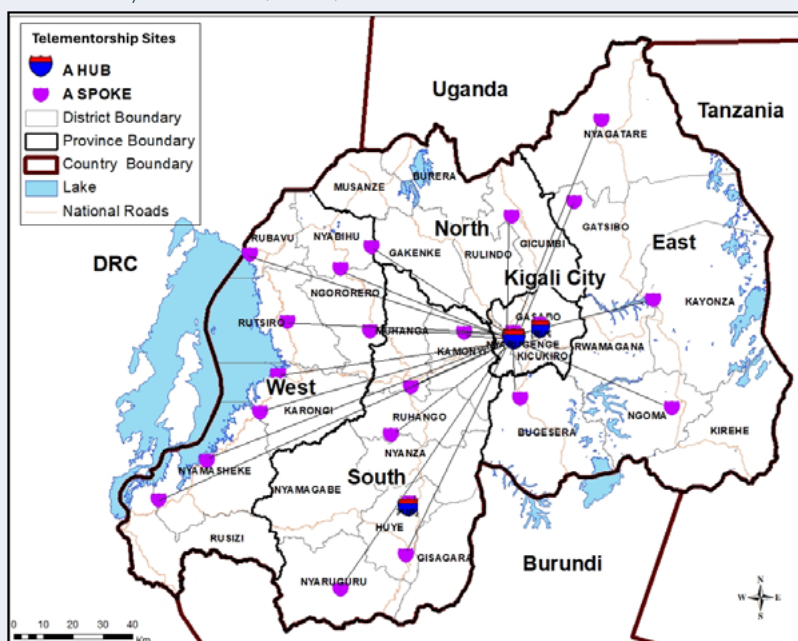 Telementorship Sites
A HUB
A SPOKE
District Boundary
Province Boundary
Country Boundary
Lake
National Roads
Uganda
Tanzania
NYAGATARE
BURERA
MUSANZE
North
GATSIBO
RUBAVU
NYABIHU
GAKENKE
RULINDO
GICUMBI
East
DRC
Kigali City
NGORORERO
KAYONZA
GASABO
RUTSIRO
MUHANGA
KAMONYI
RWAMAGANA
KICUKIRO
West
KARONGI
RUHANGO
NGOMA
BUGESERA
KIREHE
NYANZA
NYAMASHEKE
South
NYAMAGABE
HUYE
RUSIZI
GISAGARA
Burundi
NYARUGURU
N
W E
S
0 10 20 30 40
Km